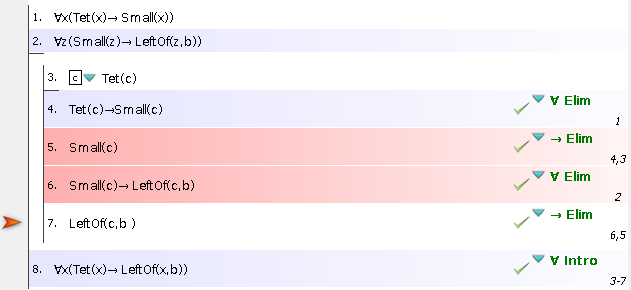 1. ∀x(Tet(x)→ Small(x))
2. ∀z(Small(z)→ LeftOf(z,b))
3. c Tet(c)
4. Tet(c)→Small(c) ∀ Elim
1
5. Small(c) → Elim
4,3
6. Small(c)→ LeftOf(c,b) ∀ Elim
2
7. LeftOf(c,b ) → Elim
6,5
8. ∀x(Tet(x)→ LeftOf(x,b)) ∀ Intro
3-7